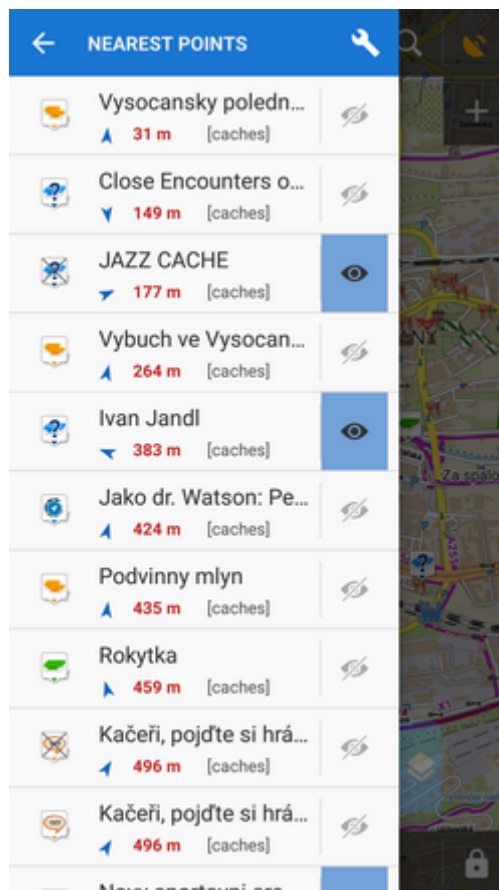 NEAREST POINTS
Vysocansky poledn...
31 m [caches]
Close Encounters o...
149 m [caches]
JAZZ CACHE
177 m [caches]
Vybuch ve Vysocan...
264 m [caches]
Ivan Jandl
383 m [caches]
Jako dr. Watson: Pe...
424 m [caches]
Podvinny mlyn
435 m [caches]
Rokytka
459 m [caches]
Kačeři, pojďte si hrá...
496 m [caches]
Kačeři, pojďte si hrá...
496 m [caches]
Za spalo
A255
X1